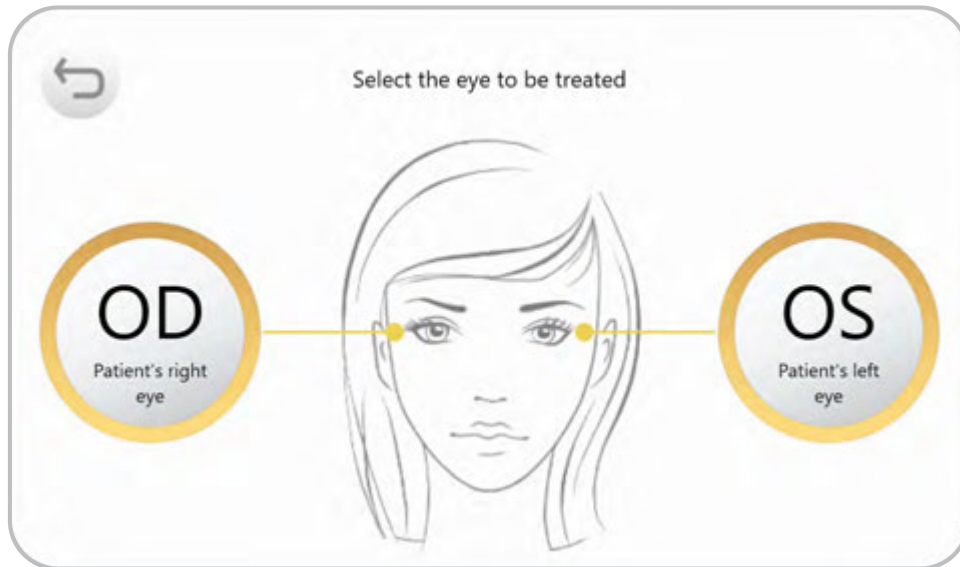 Select the eye to be treated
OD
Patient's right
eye
OS
Patient's left
eye